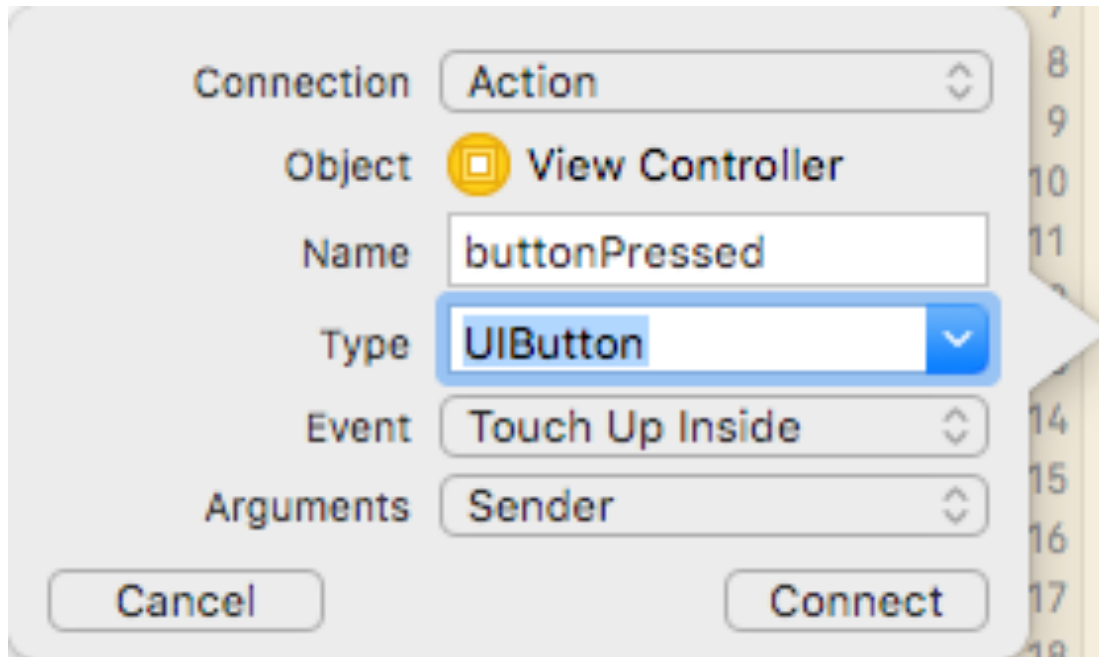 Connection Action
8
9
Object View Controller
10
Name buttonPressed
11
Type UIButton
Event Touch Up Inside
14
15
Arguments Sender
16
Cancel Connect
17
18